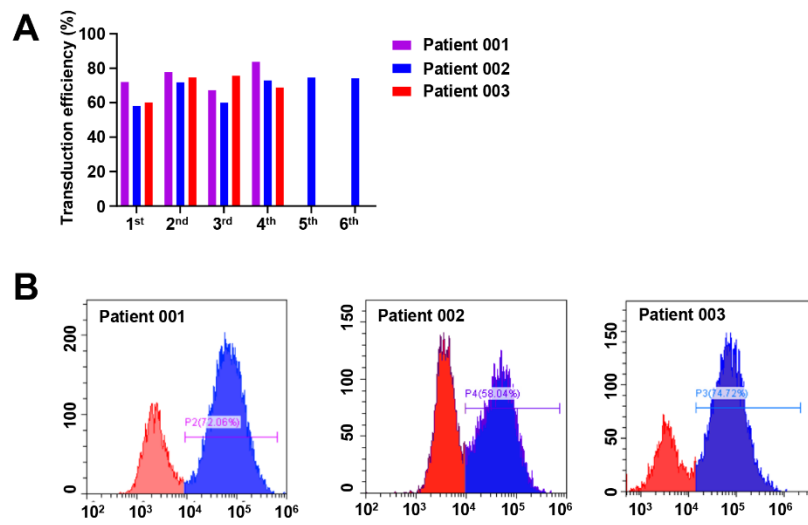 A
Transduction efficiency (%)
100
80
60
40
20
0
1st 2nd 3rd 4th 5th 6th
Patient 001
Patient 002
Patient 003
B
Patient 001
200
100
0
P2(72.06%)
10² 10³ 10⁴ 10⁵ 10⁶
Patient 002
150
100
50
0
P4(58.04%)
10² 10³ 10⁴ 10⁵ 10⁶
Patient 003
150
100
50
0
P3(74.72%)
10³ 10⁴ 10⁵ 10⁶